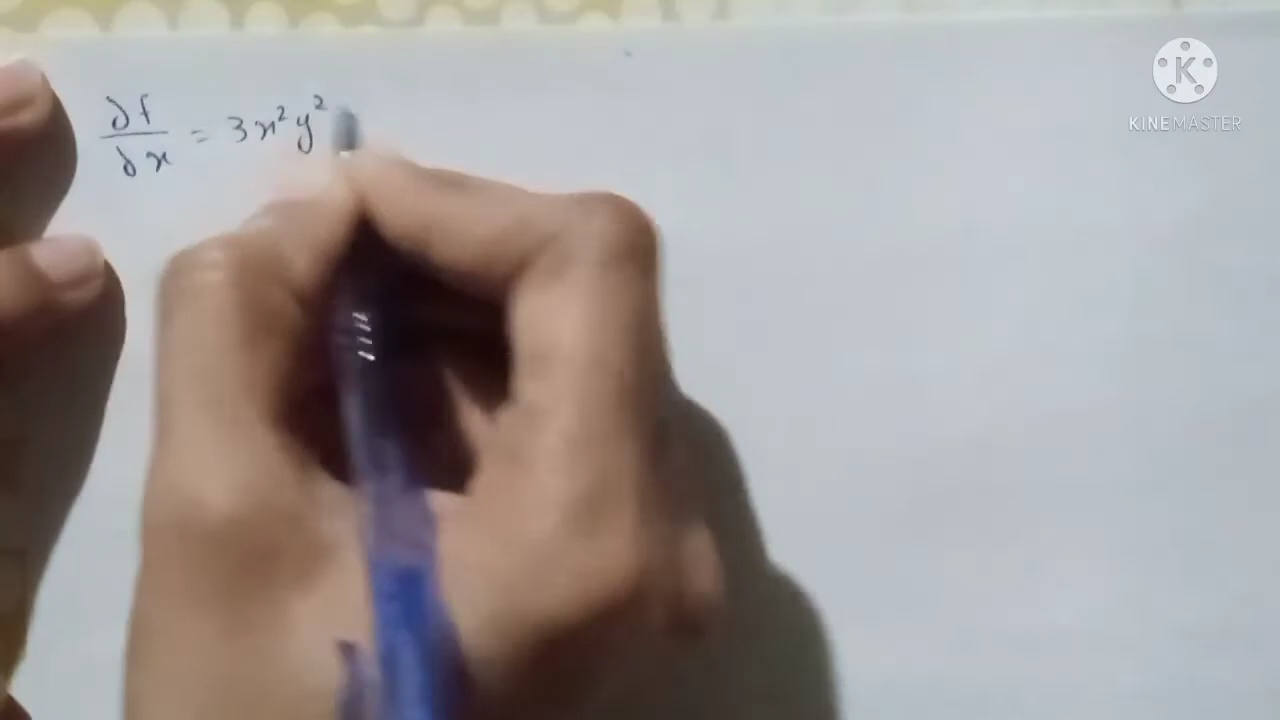 ∂f/∂x = 3x²y²
K
KINEMASTER